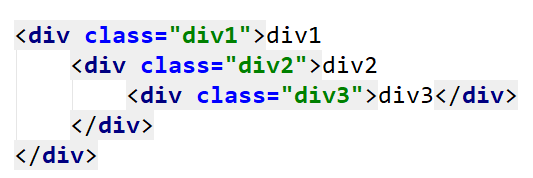 <div class="div1">div1
    <div class="div2">div2
        <div class="div3">div3</div>
    </div>
</div>